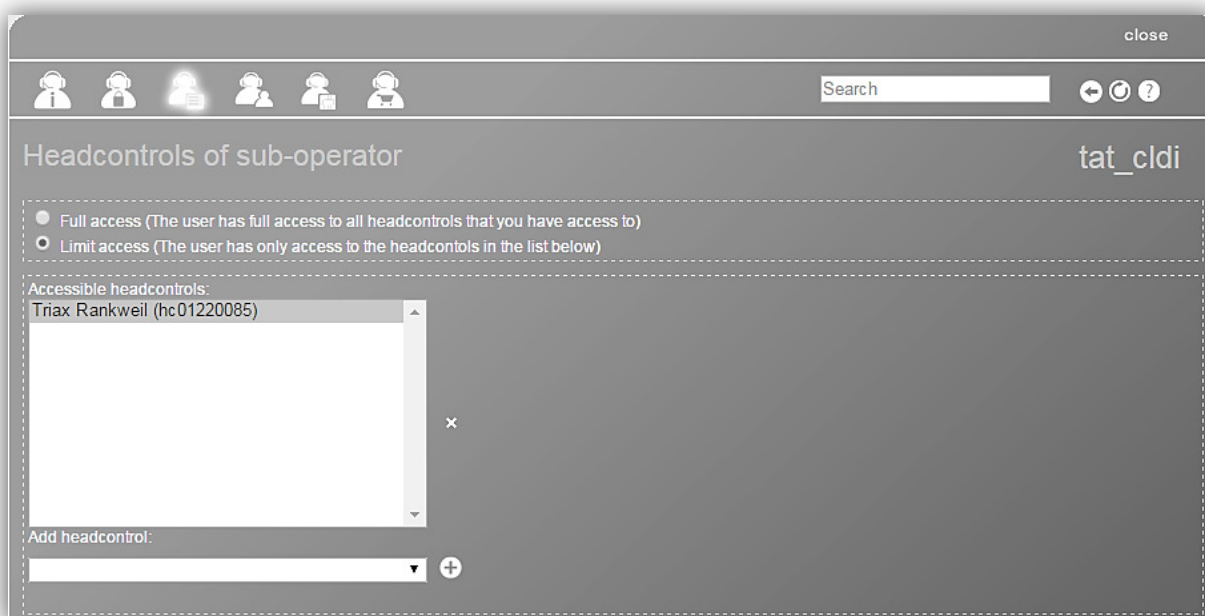 close
Search
Headcontrols of sub-operator
tat_cldi
Full access (The user has full access to all headcontrols that you have access to)
Limit access (The user has only access to the headcontols in the list below)
Accessible headcontrols:
Triax Rankweil (hc01220085)
Add headcontrol: